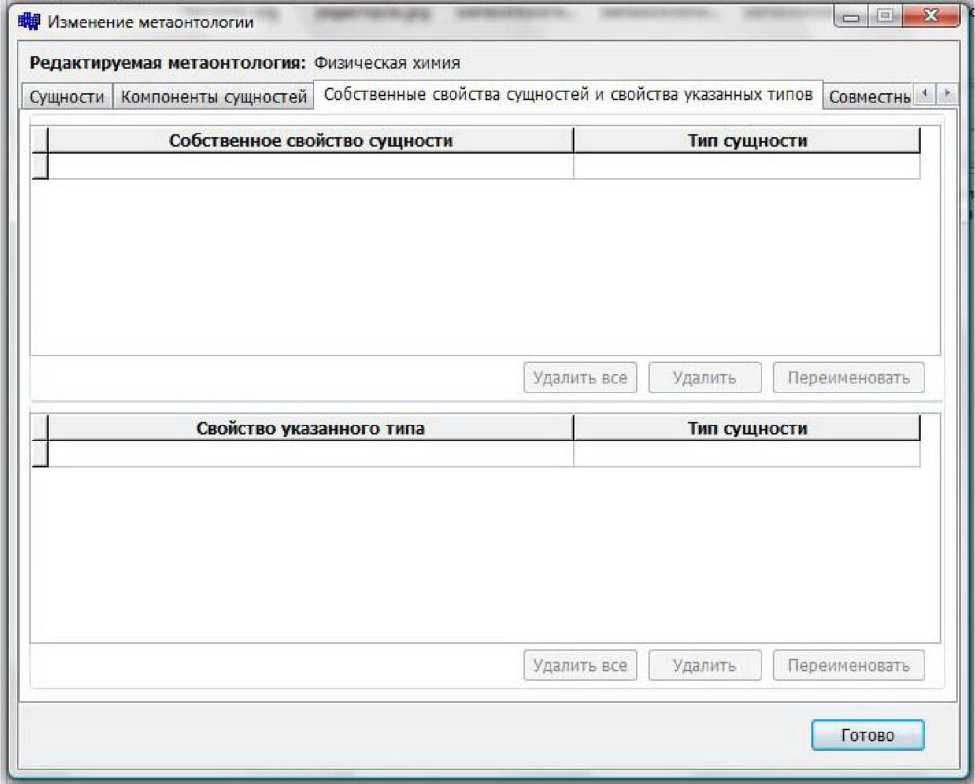 Изменение метаонтологии
Редактируемая метаонтология: Физическая химия
Сущности Компоненты сущностей Собственные свойства сущностей и свойства указанных типов Совместны
Собственное свойство сущности Тип сущности
Удалить все Удалить Переименовать
Свойство указанного типа Тип сущности
Удалить все Удалить Переименовать
Готово